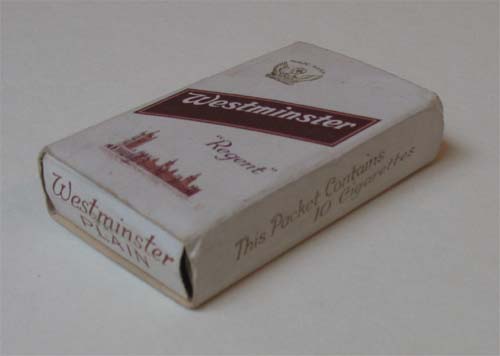 Westminster
"Regent"
Westminster
PLAIN
This Packet Contains
10 Cigarettes